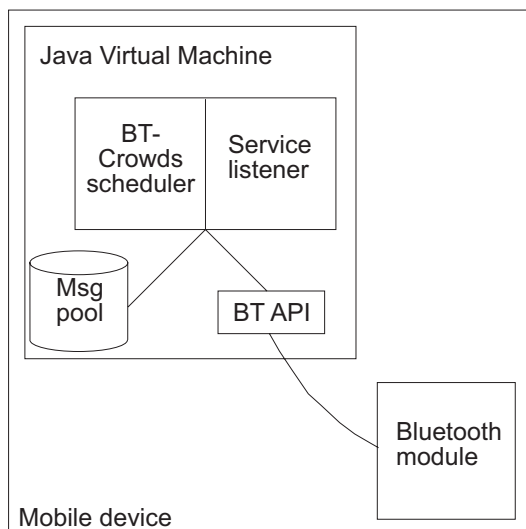 Java Virtual Machine
BT-
Crowds
scheduler
Service
listener
Msg
pool
BT API
Bluetooth
module
Mobile device